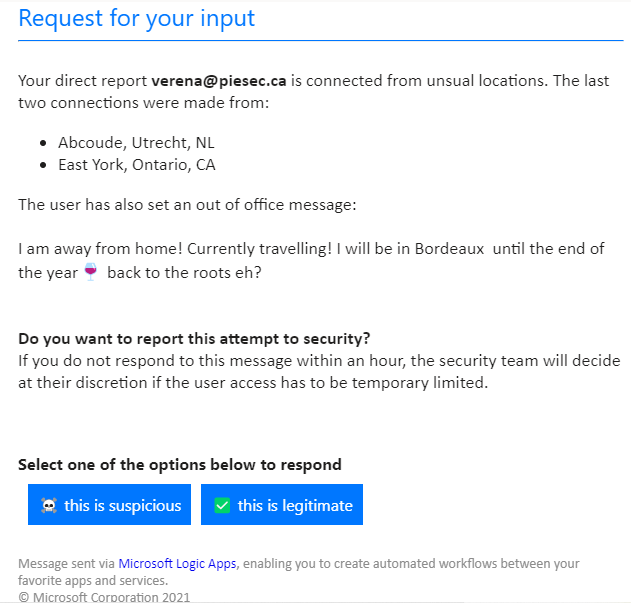 Request for your input
Your direct report verena@piesec.ca is connected from unsual locations. The last
two connections were made from:
• Abcoude, Utrecht, NL
• East York, Ontario, CA
The user has also set an out of office message:
I am away from home! Currently travelling! I will be in Bordeaux until the end of
the year 🍷 back to the roots eh?
Do you want to report this attempt to security?
If you do not respond to this message within an hour, the security team will decide
at their discretion if the user access has to be temporary limited.
Select one of the options below to respond
☠️ this is suspicious ✅ this is legitimate
Message sent via Microsoft Logic Apps, enabling you to create automated workflows between your
favorite apps and services.
© Microsoft Corporation 2021